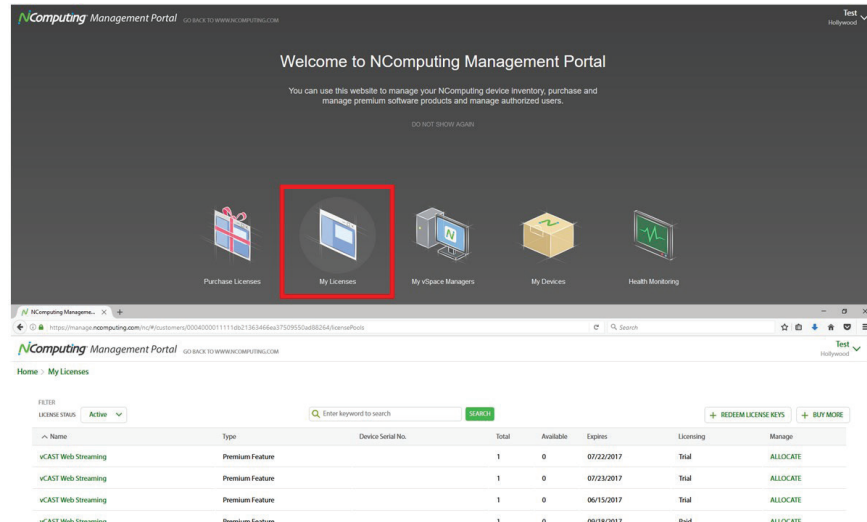 NComputing Management Portal GO BACK TO WWW.NCOMPUTING.COM
Test
Hollywood
Welcome to NComputing Management Portal
You can use this website to manage your NComputing device inventory, purchase and
manage premium software products and manage authorized users.
DO NOT SHOW AGAIN
Purchase Licenses My Licenses My vSpace Managers My Devices Health Monitoring
NComputing Manageme...
https://manage.ncomputing.com/nc/#/customers/0004000011111db21363466ea37509550ad88264/licensePools Search
NComputing Management Portal GO BACK TO WWW.NCOMPUTING.COM
Test
Hollywood
Home > My Licenses
FILTER
LICENSE STAUS Active Enter keyword to search SEARCH + REDEEM LICENSE KEYS + BUY MORE
Name Type Device Serial No. Total Available Expires Licensing Manage
vCAST Web Streaming Premium Feature 1 0 07/22/2017 Trial ALLOCATE
vCAST Web Streaming Premium Feature 1 0 07/23/2017 Trial ALLOCATE
vCAST Web Streaming Premium Feature 1 0 06/15/2017 Trial ALLOCATE
vCAST Web Streaming Premium Feature 1 0 09/18/2017 Paid ALLOCATE